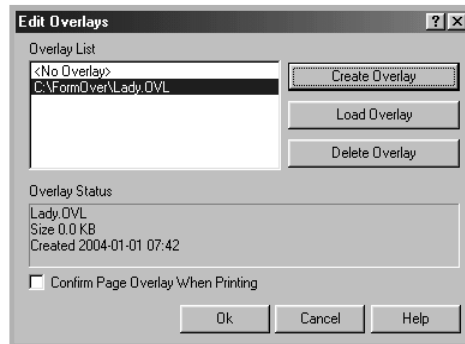 Edit Overlays
Overlay List
<No Overlay>
C:\FormOver\Lady.OVL
Create Overlay
Load Overlay
Delete Overlay
Overlay Status
Lady.OVL
Size 0.0 KB
Created 2004-01-01 07:42
Confirm Page Overlay When Printing
Ok Cancel Help